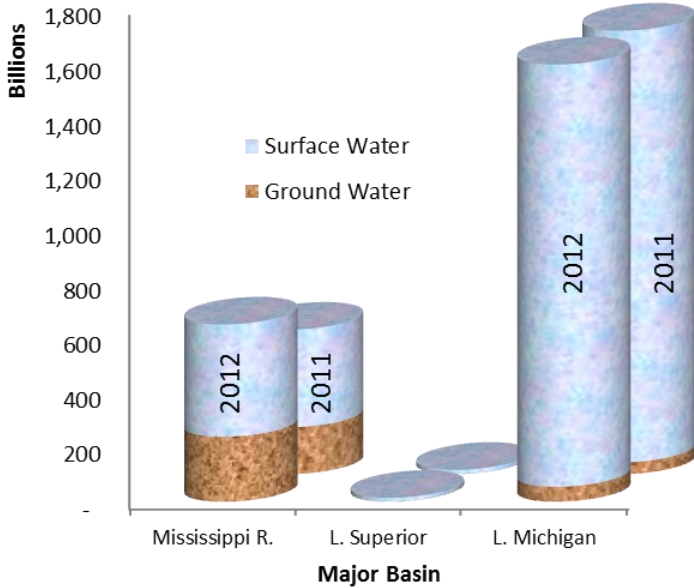 Billions
1,800
1,600
1,400
1,200
1,000
800
600
400
200
-
Surface Water
Ground Water
2012
2011
2012
2011
Mississippi R.
L. Superior
L. Michigan
Major Basin